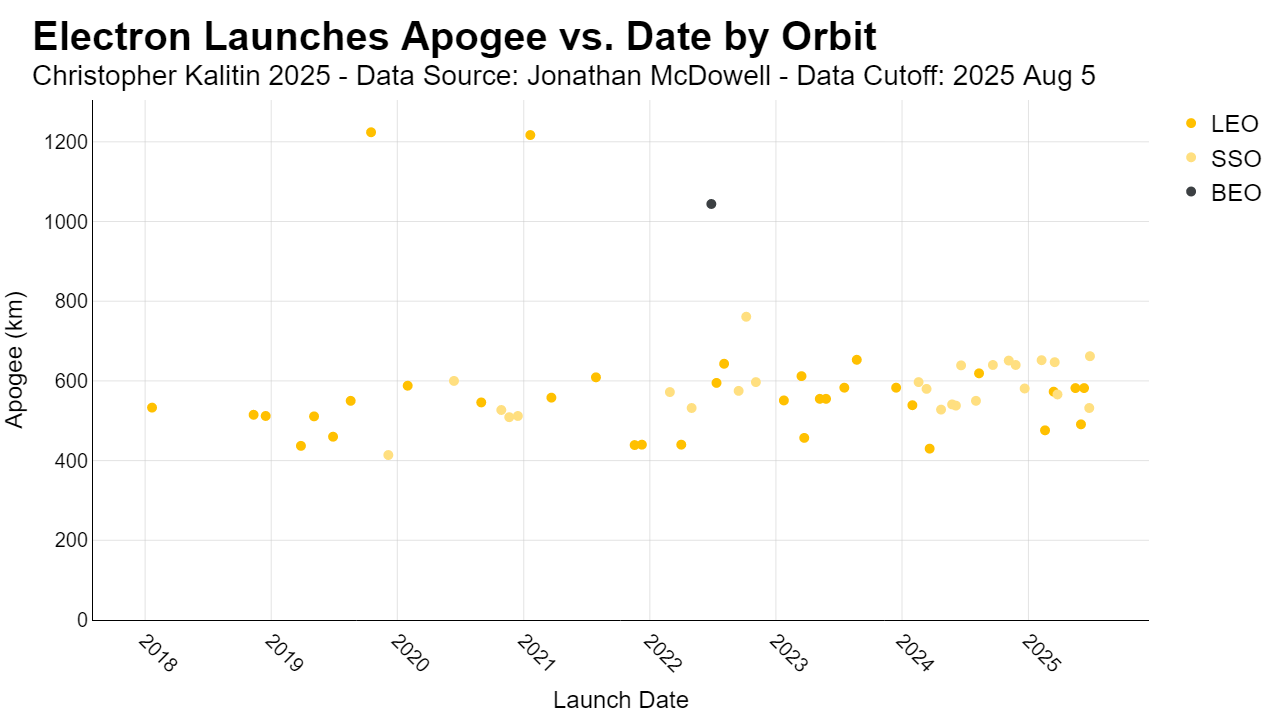 Electron Launches Apogee vs. Date by Orbit
Christopher Kalitin 2025 - Data Source: Jonathan McDowell - Data Cutoff: 2025 Aug 5
LEO
SSO
BEO
Apogee (km)
1200
1000
800
600
400
200
0
2018
2019
2020
2021
2022
2023
2024
2025
Launch Date